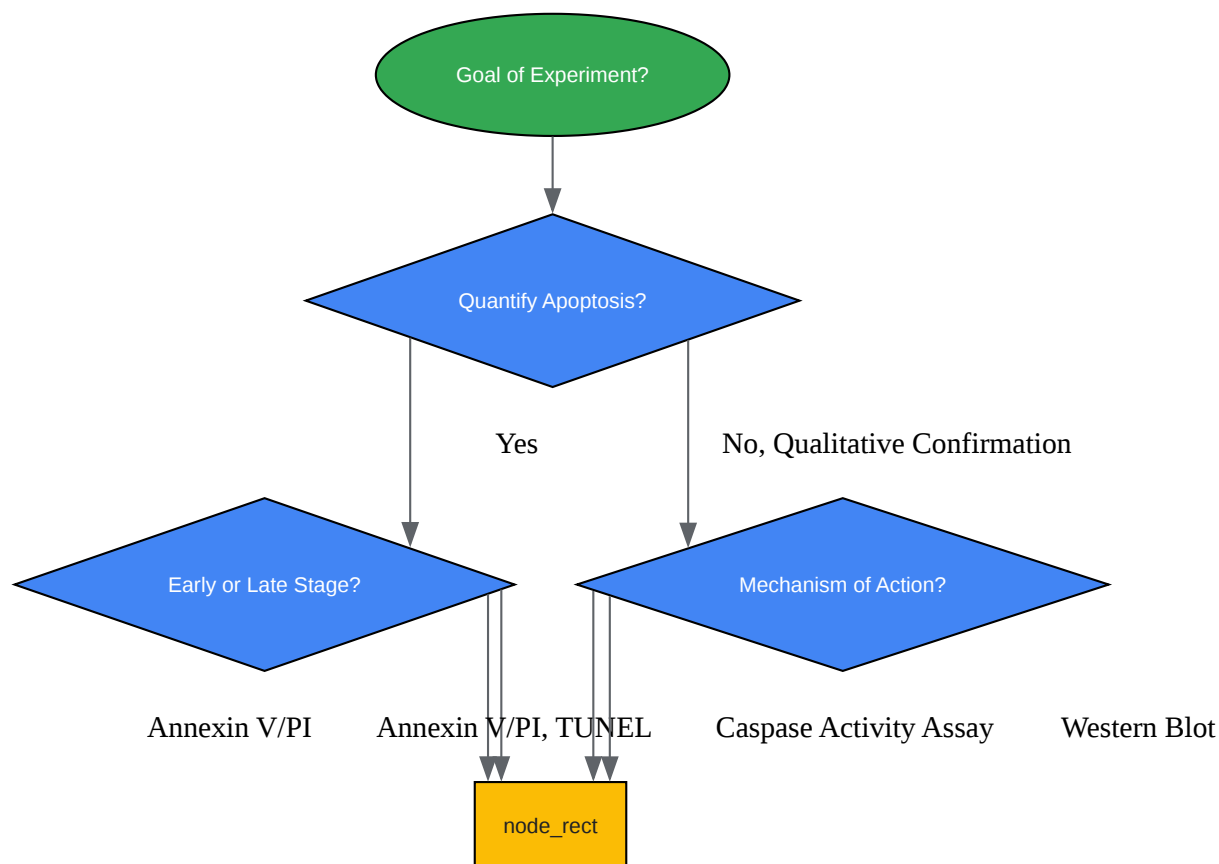 Goal of Experiment?
Quantify Apoptosis?
Yes
No, Qualitative Confirmation
Early or Late Stage?
Mechanism of Action?
Annexin V/PI
Annexin V/PI, TUNEL
Caspase Activity Assay
Western Blot
node_rect